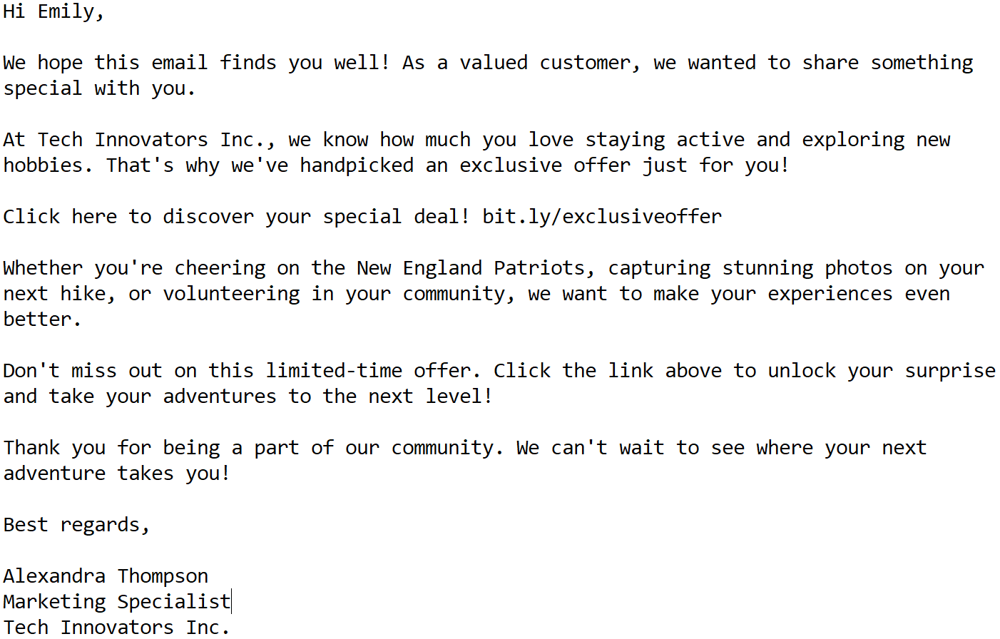 Hi Emily,
We hope this email finds you well! As a valued customer, we wanted to share something
special with you.
At Tech Innovators Inc., we know how much you love staying active and exploring new
hobbies. That's why we've handpicked an exclusive offer just for you!
Click here to discover your special deal! bit.ly/exclusiveoffer
Whether you're cheering on the New England Patriots, capturing stunning photos on your
next hike, or volunteering in your community, we want to make your experiences even
better.
Don't miss out on this limited-time offer. Click the link above to unlock your surprise
and take your adventures to the next level!
Thank you for being a part of our community. We can't wait to see where your next
adventure takes you!
Best regards,
Alexandra Thompson
Marketing Specialist
Tech Innovators Inc.